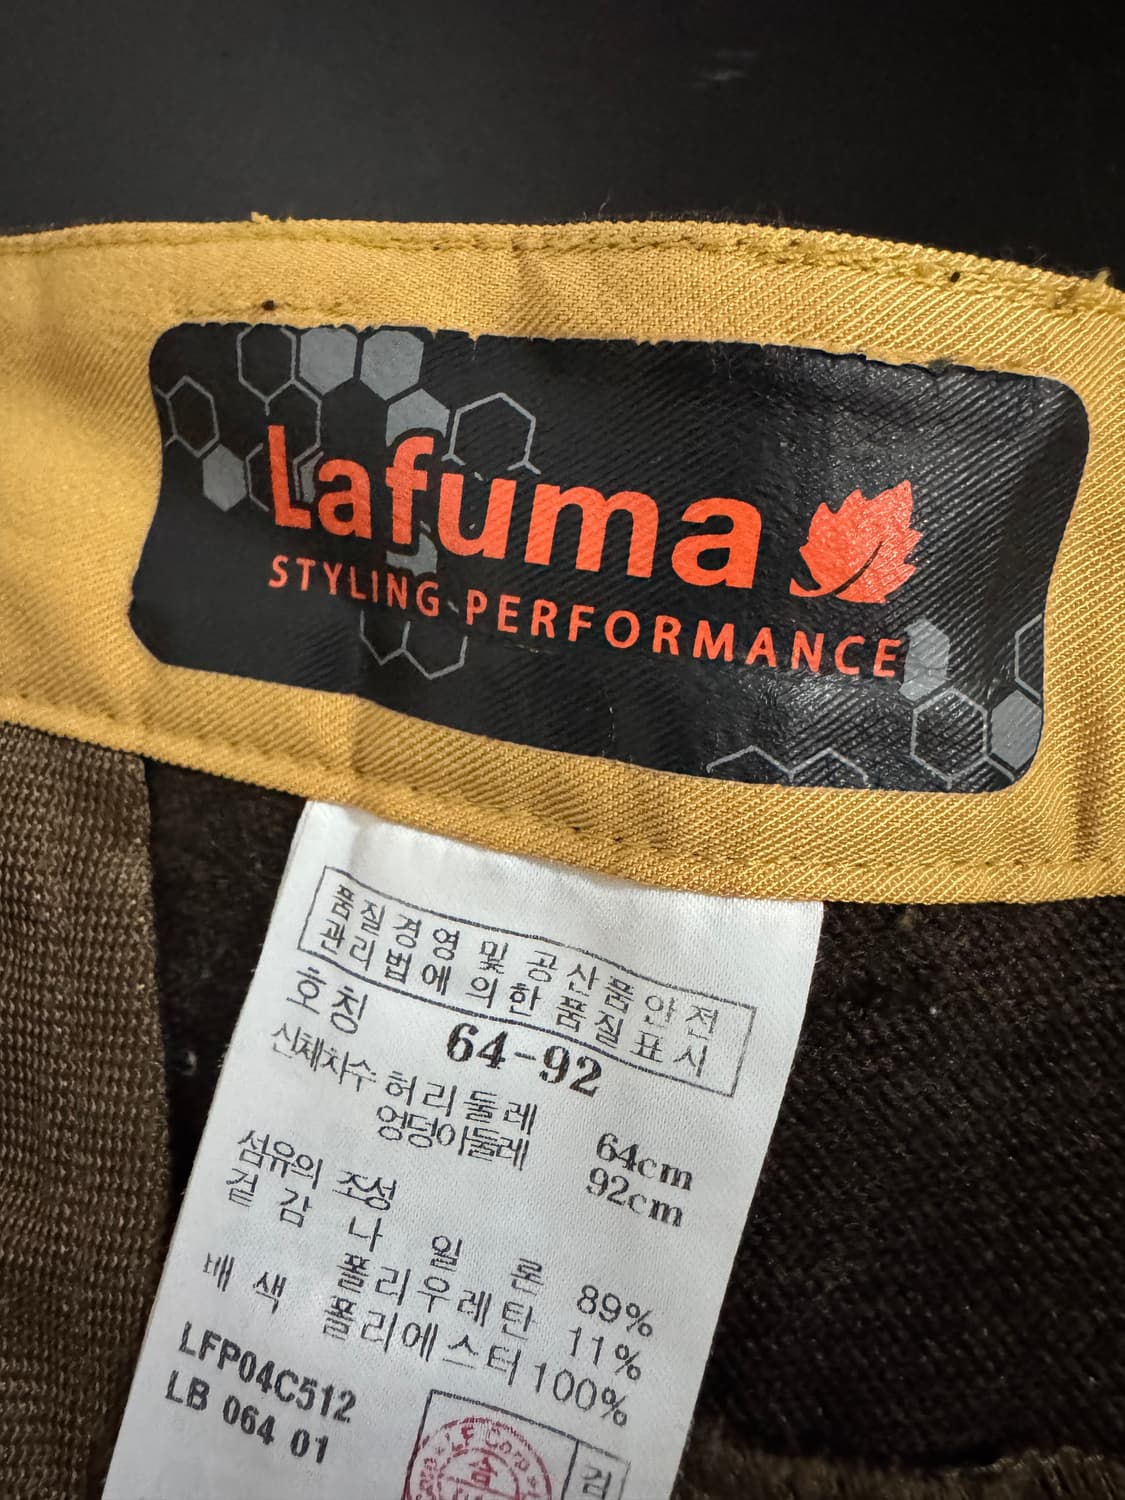 Lafuma
STYLING PERFORMANCE
품질경영 및 공산품안전
관리법에 의한 품질표시
호칭 64-92
신체치수 허리둘레 64cm
엉덩이둘레 92cm
섬유의 조성
겉감 나일론 89%
폴리우레탄 11%
배색 폴리에스터 100%
LFP04C512
LB 064 01
LF Corp
검